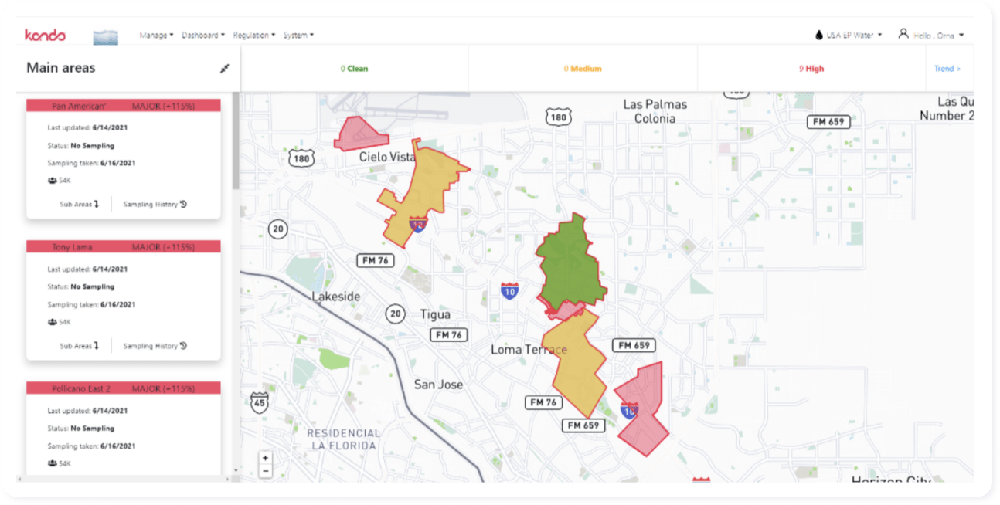 kando
Manage Dashboard Regulation System
USA EP Water
Hello, Orna
Main areas
0 Clean
0 Medium
9 High
Trend >
Pan American' MAJOR (+115%)
Last updated: 6/14/2021
Status: No Sampling
Sampling taken: 6/16/2021
54K
Sub Areas
Sampling History
Tony Lama MAJOR (+115%)
Last updated: 6/14/2021
Status: No Sampling
Sampling taken: 6/16/2021
54K
Sub Areas
Sampling History
Pellicano East 2 MAJOR (+115%)
Last updated: 6/14/2021
Status: No Sampling
Sampling taken: 6/16/2021
54K
180
Las Palmas
Colonia
FM 659
Las Qu
Number 2
180
Cielo Vista
20
10
FM 76
10
Lakeside
20
Tigua
FM 76
Loma Terrace
FM 659
San Jose
FM 76
45
10
FM 659
RESIDENCIAL
LA FLORIDA
+
−
Horizon City